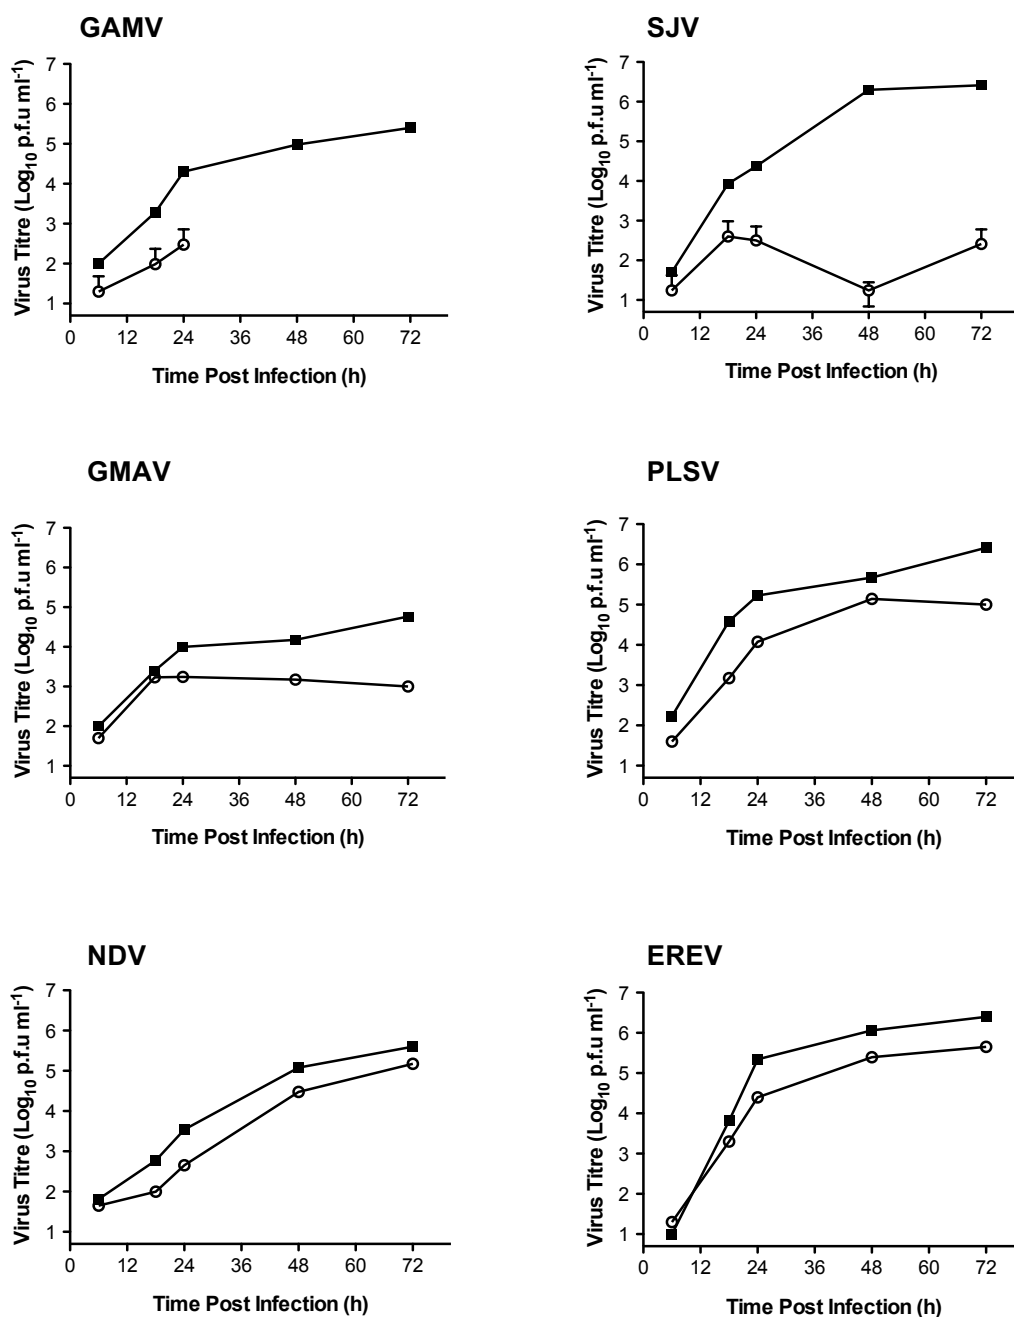 GAMV
Virus Titre (Log10 p.f.u ml-1)
7
6
5
4
3
2
1
0 12 24 36 48 60 72
Time Post Infection (h)
SJV
Virus Titre (Log10 p.f.u ml-1)
7
6
5
4
3
2
1
0 12 24 36 48 60 72
Time Post Infection (h)
GMAV
Virus Titre (Log10 p.f.u ml-1)
7
6
5
4
3
2
1
0 12 24 36 48 60 72
Time Post Infection (h)
PLSV
Virus Titre (Log10 p.f.u ml-1)
7
6
5
4
3
2
1
0 12 24 36 48 60 72
Time Post Infection (h)
NDV
Virus Titre (Log10 p.f.u ml-1)
7
6
5
4
3
2
1
0 12 24 36 48 60 72
Time Post Infection (h)
EREV
Virus Titre (Log10 p.f.u ml-1)
7
6
5
4
3
2
1
0 12 24 36 48 60 72
Time Post Infection (h)